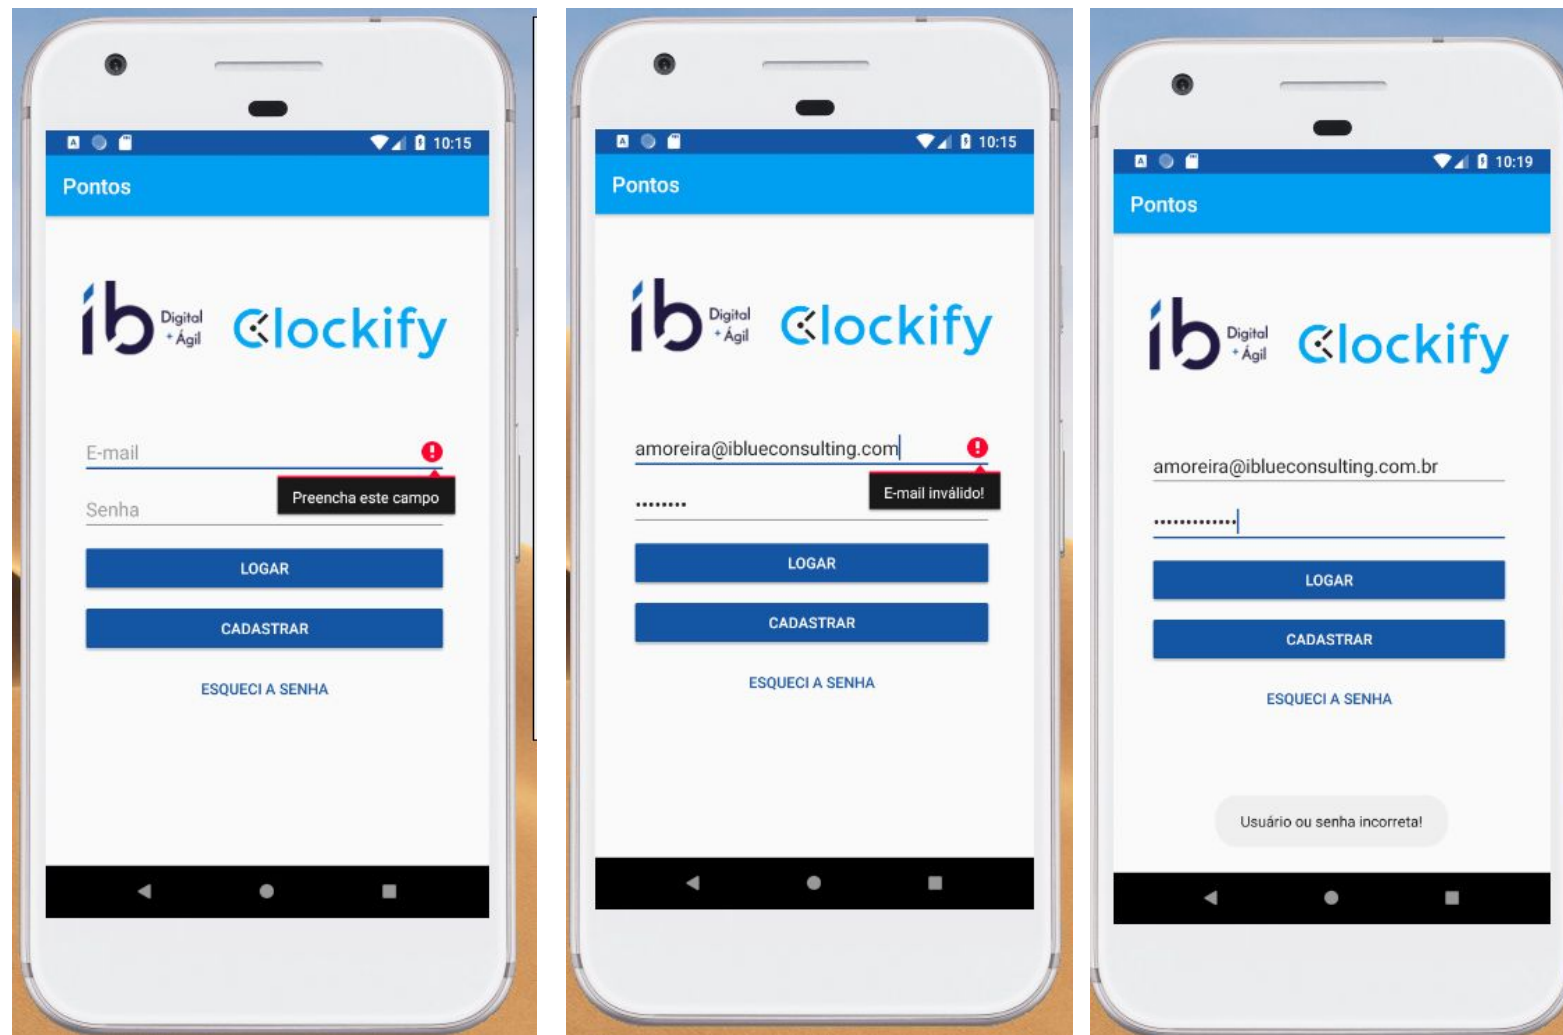 10:15
Pontos
ib Digital + Ágil Clockify
E-mail
Preencha este campo
Senha
LOGAR
CADASTRAR
ESQUECI A SENHA
10:15
Pontos
ib Digital + Ágil Clockify
amoreira@iblueconsulting.com
E-mail inválido!
••••••••
LOGAR
CADASTRAR
ESQUECI A SENHA
10:19
Pontos
ib Digital + Ágil Clockify
amoreira@iblueconsulting.com.br
•••••••••••••
LOGAR
CADASTRAR
ESQUECI A SENHA
Usuário ou senha incorreta!